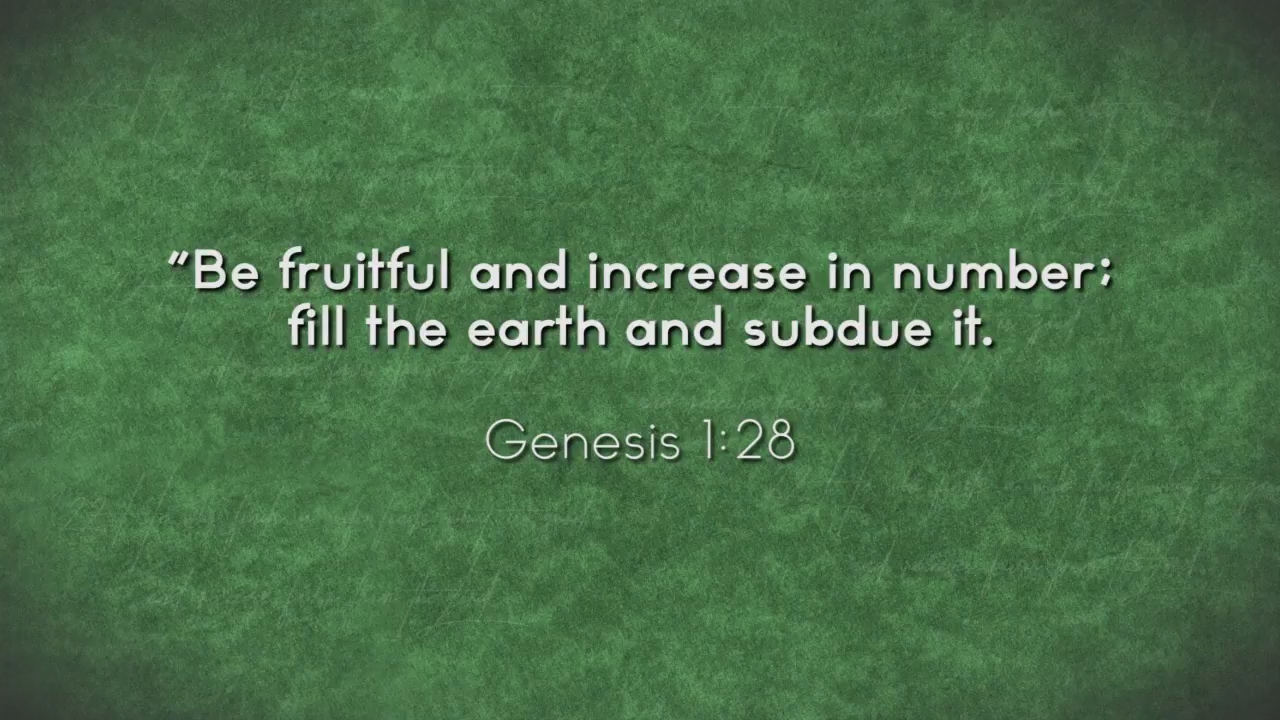 “Be fruitful and increase in number;
fill the earth and subdue it.
Genesis 1:28